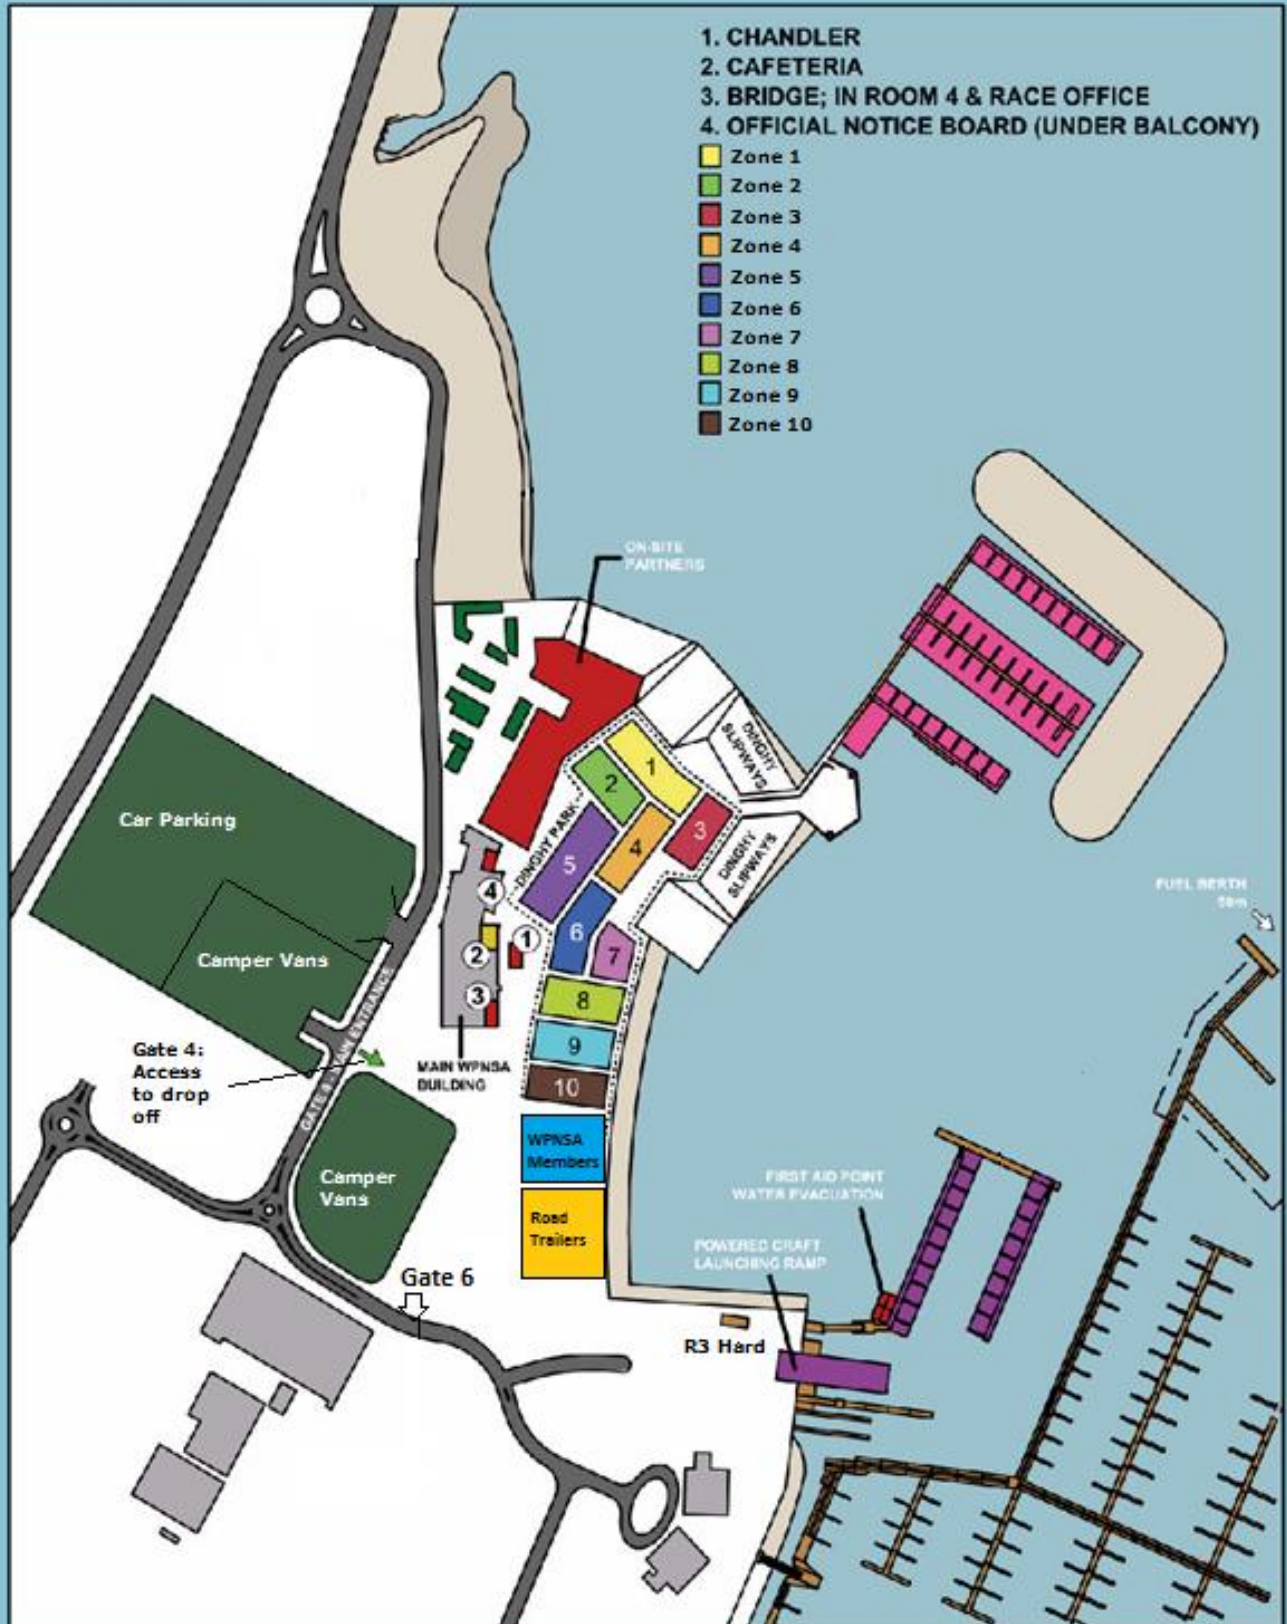 1. CHANDLER
2. CAFETERIA
3. BRIDGE; IN ROOM 4 & RACE OFFICE
4. OFFICIAL NOTICE BOARD (UNDER BALCONY)
Zone 1
Zone 2
Zone 3
Zone 4
Zone 5
Zone 6
Zone 7
Zone 8
Zone 9
Zone 10
ON-SITE
PARTNERS
DINGHY
SLIPWAYS
1
2
3
4
5
DINGHY PARK
DINGHY
SLIPWAYS
Car Parking
4
FUEL BERTH
50m
6
7
1
2
Camper Vans
3
8
9
10
MAIN WPNSA
BUILDING
ENTRANCE
Gate 4:
Access
to drop
off
WPNSA
Members
Camper
Vans
FIRST AID POINT
WATER EVACUATION
Road
Trailers
POWERED CRAFT
LAUNCHING RAMP
Gate 6
R3 Hard